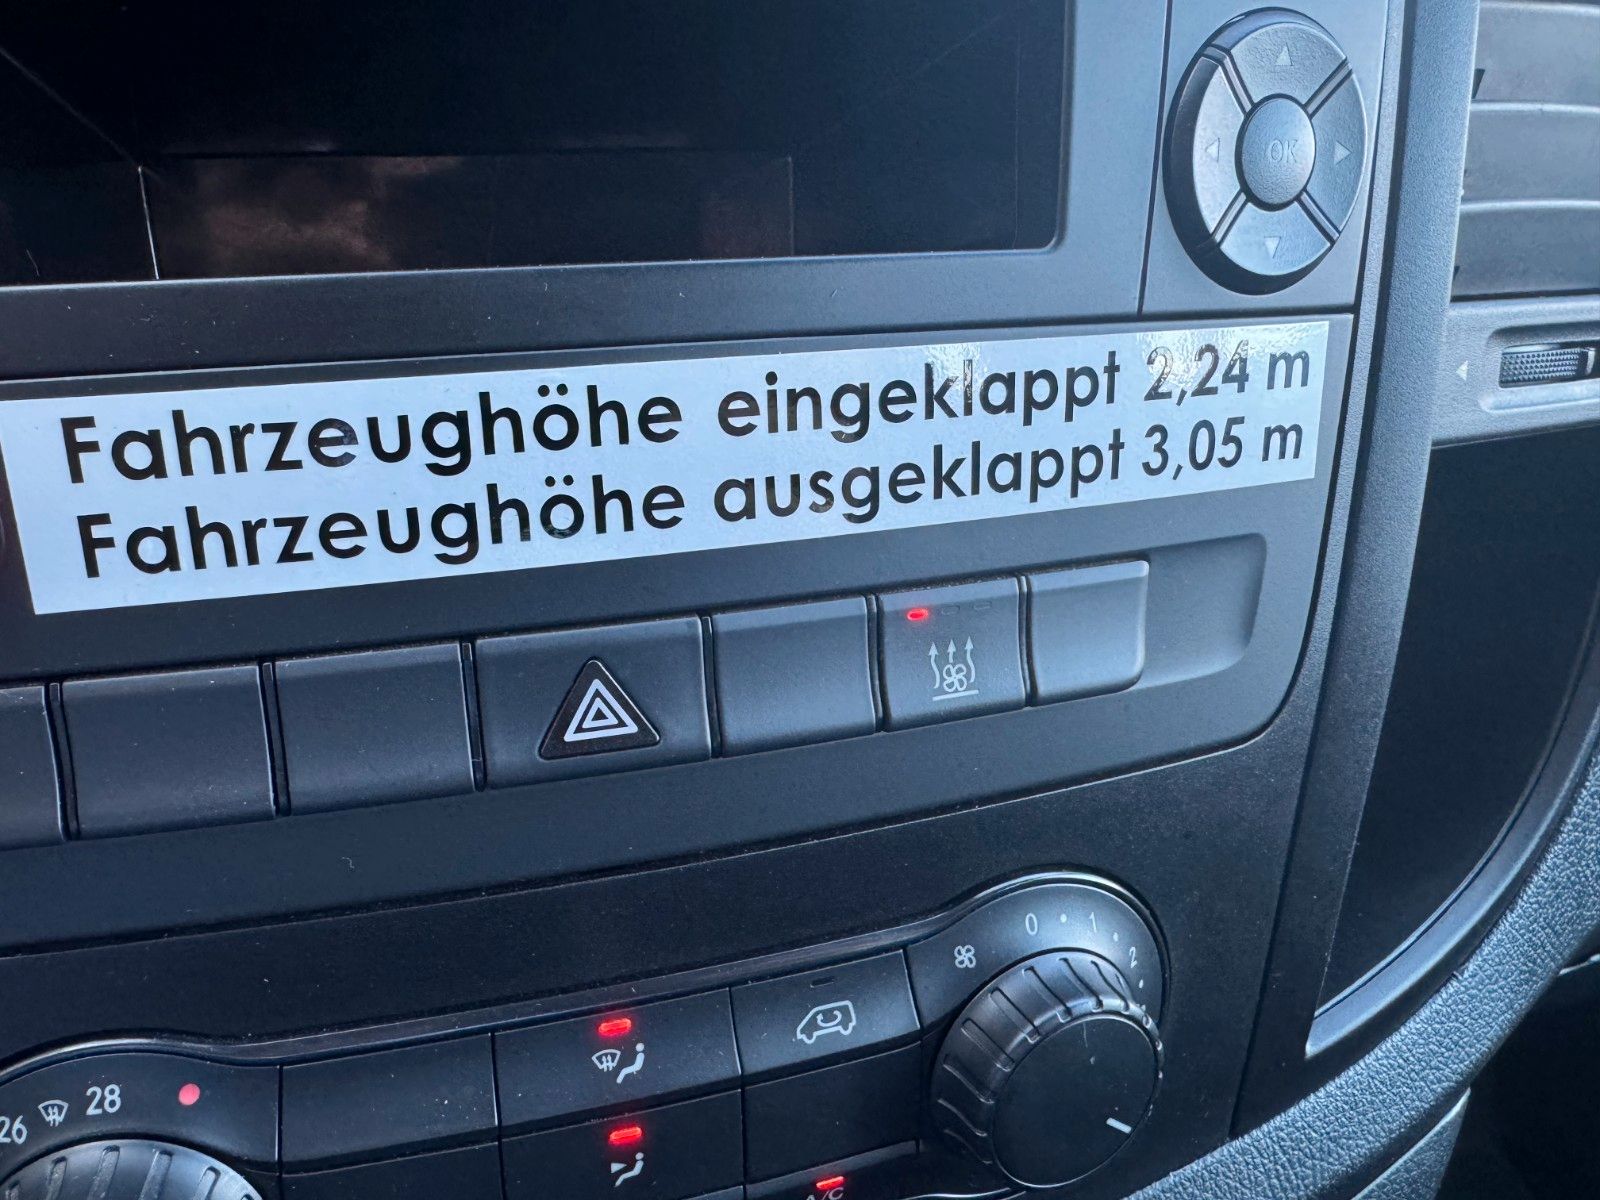 OK
Fahrzeughöhe eingeklappt 2,24 m
Fahrzeughöhe ausgeklappt 3,05 m
0 1 2
26 28
A/C